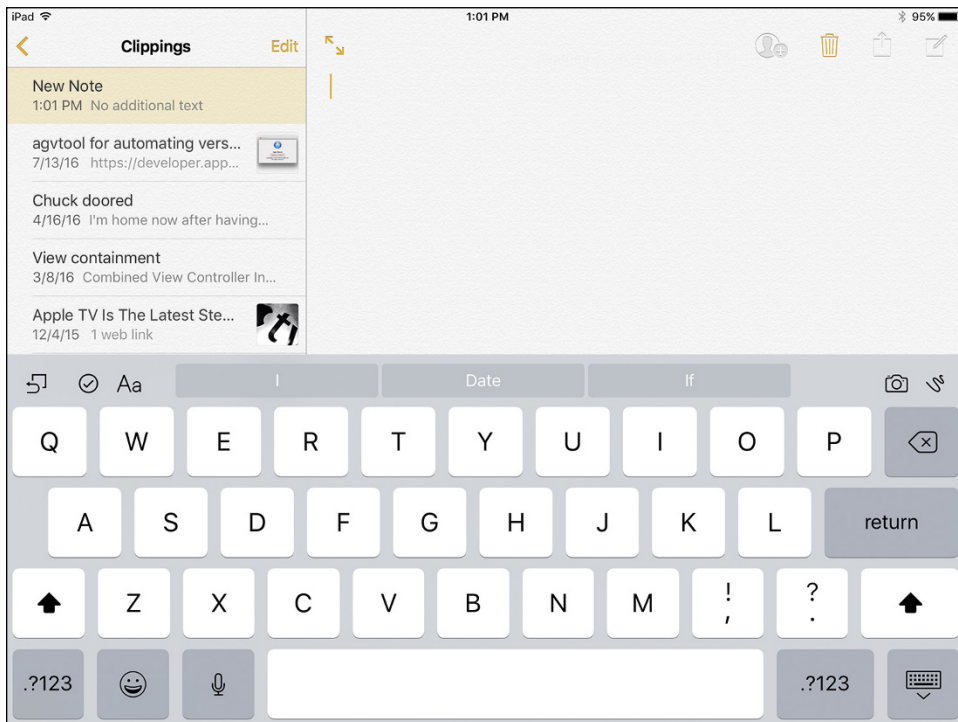 iPad 1:01 PM 95%
Clippings Edit
New Note
1:01 PM No additional text
agvtool for automating vers...
7/13/16 https://developer.app...
Chuck doored
4/16/16 I'm home now after having...
View containment
3/8/16 Combined View Controller In...
Apple TV Is The Latest Ste...
12/4/15 1 web link
Aa I Date If
Q W E R T Y U I O P
A S D F G H J K L return
Z X C V B N M ! , ? .
.?123 .?123